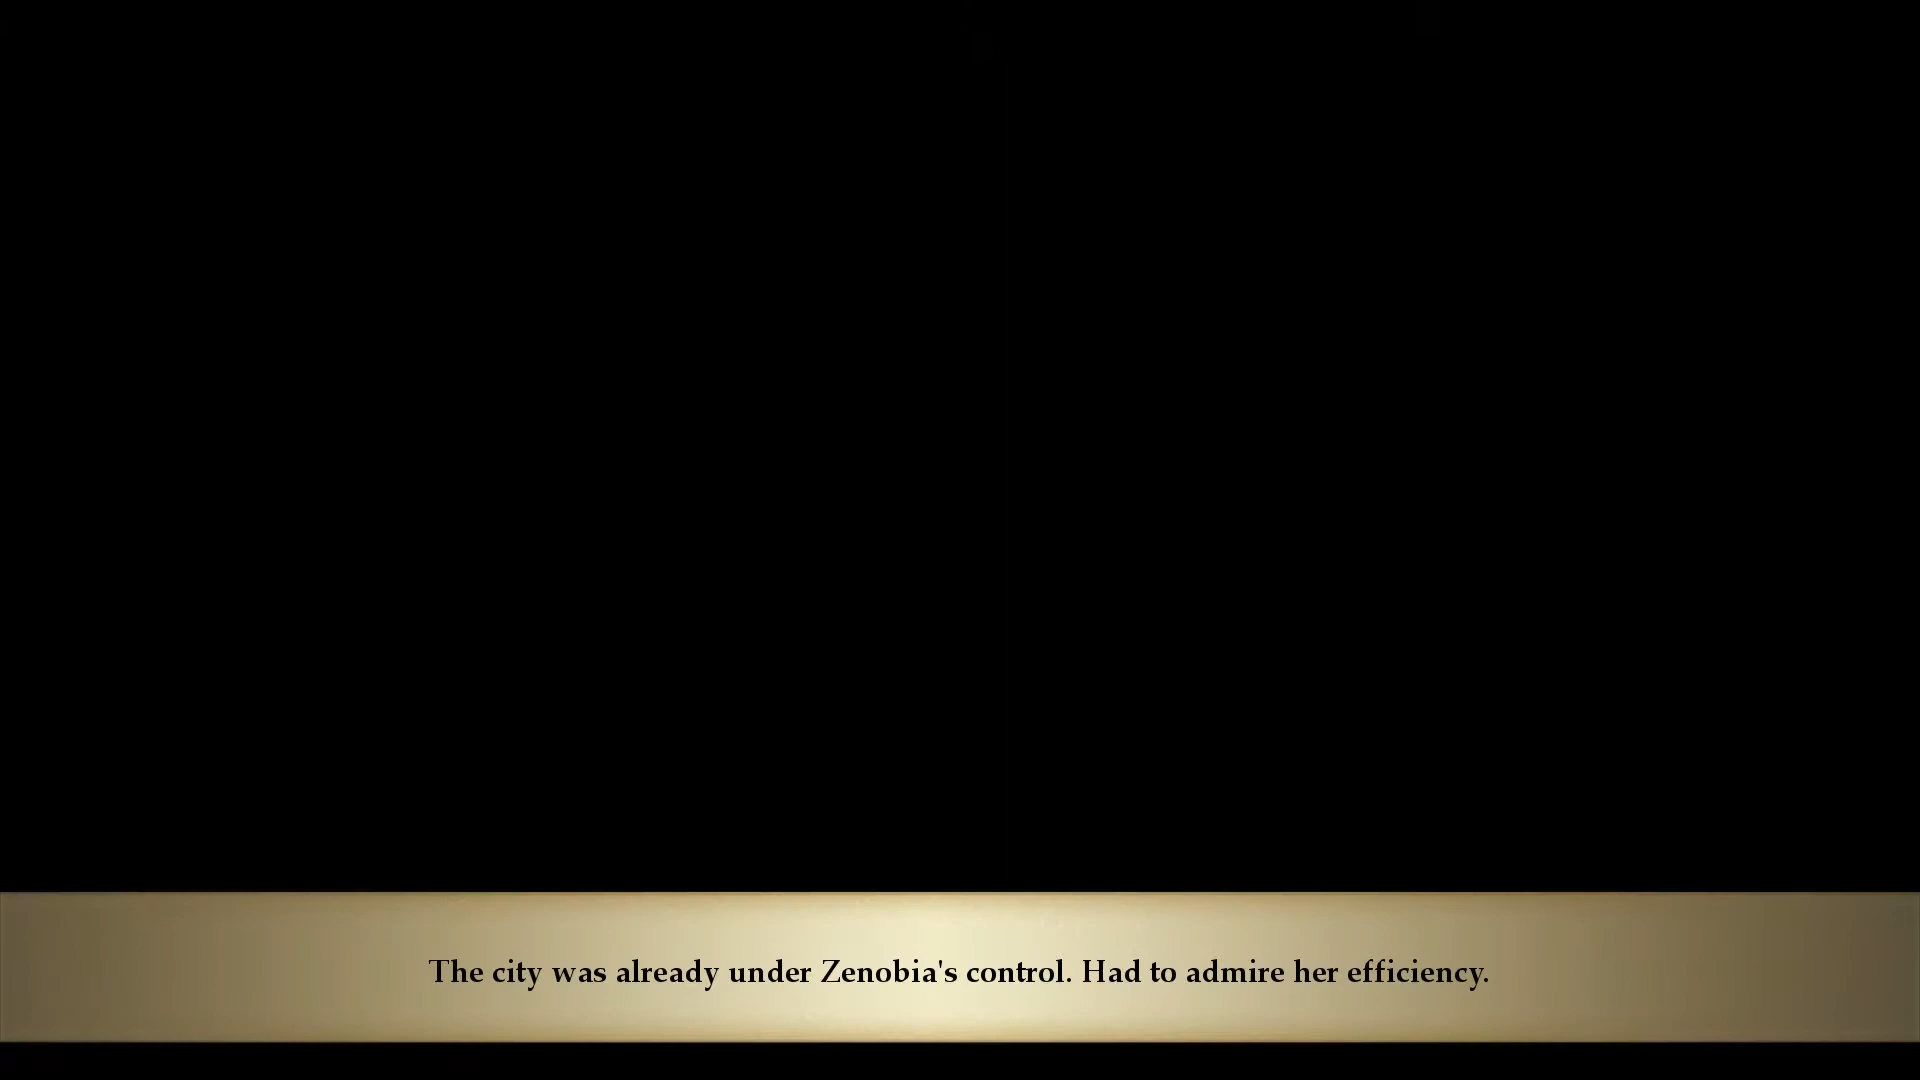 The city was already under Zenobia's control. Had to admire her efficiency.